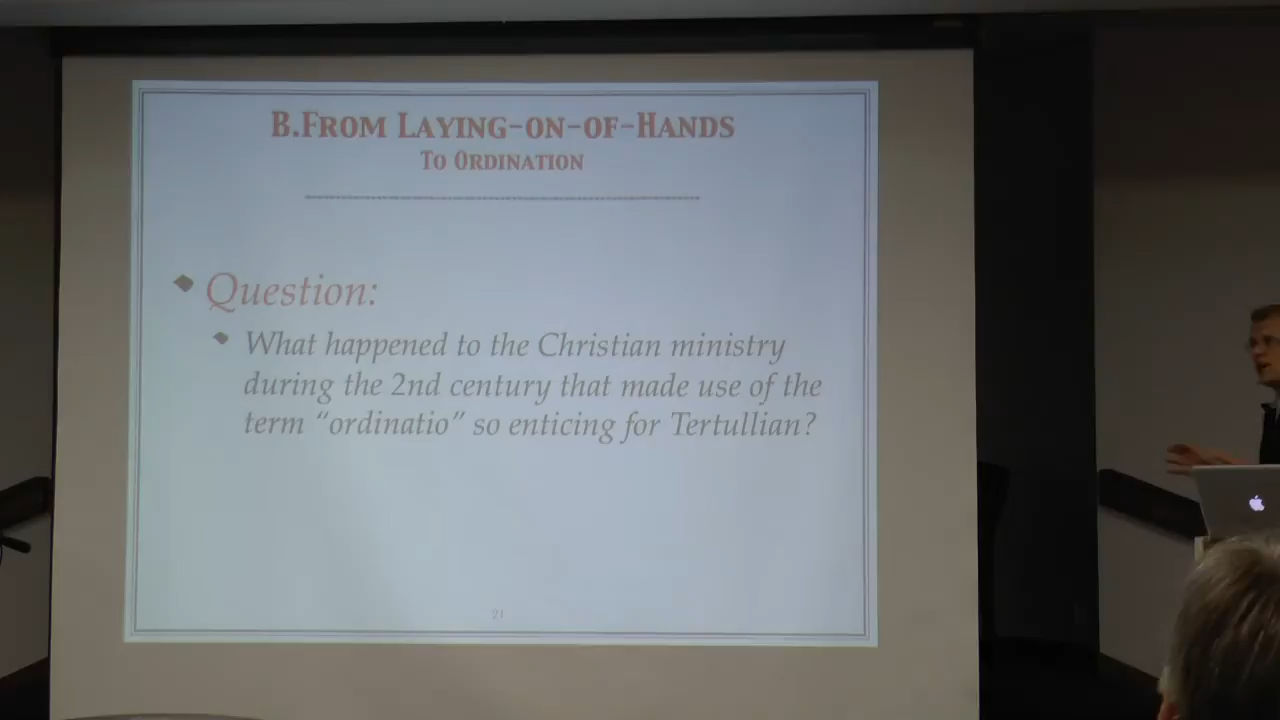 B.From Laying-on-of-Hands
To Ordination
Question:
What happened to the Christian ministry
during the 2nd century that made use of the
term “ordinatio” so enticing for Tertullian?
21